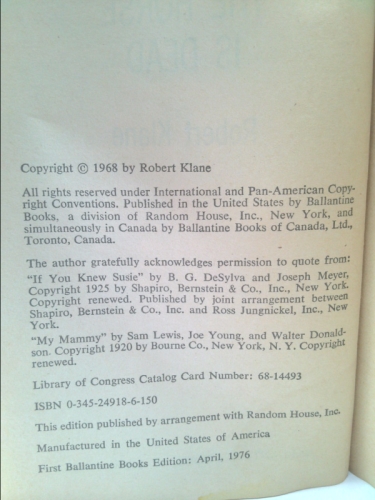 IS DEAD
Robert Klane
Copyright © 1968 by Robert Klane
All rights reserved under International and Pan-American Copy-
right Conventions. Published in the United States by Ballantine
Books, a division of Random House, Inc., New York, and
simultaneously in Canada by Ballantine Books of Canada, Ltd.,
Toronto, Canada.
The author gratefully acknowledges permission to quote from:
"If You Knew Susie" by B. G. DeSylva and Joseph Meyer,
Copyright 1925 by Shapiro, Bernstein & Co., Inc., New York.
Copyright renewed. Published by joint arrangement between
Shapiro, Bernstein & Co., Inc. and Ross Jungnickel, Inc., New
York.
"My Mammy" by Sam Lewis, Joe Young, and Walter Donald-
son. Copyright 1920 by Bourne Co., New York, N. Y. Copyright
renewed.
Library of Congress Catalog Card Number: 68-14493
ISBN 0-345-24918-6-150
This edition published by arrangement with Random House, Inc.
Manufactured in the United States of America
First Ballantine Books Edition: April, 1976